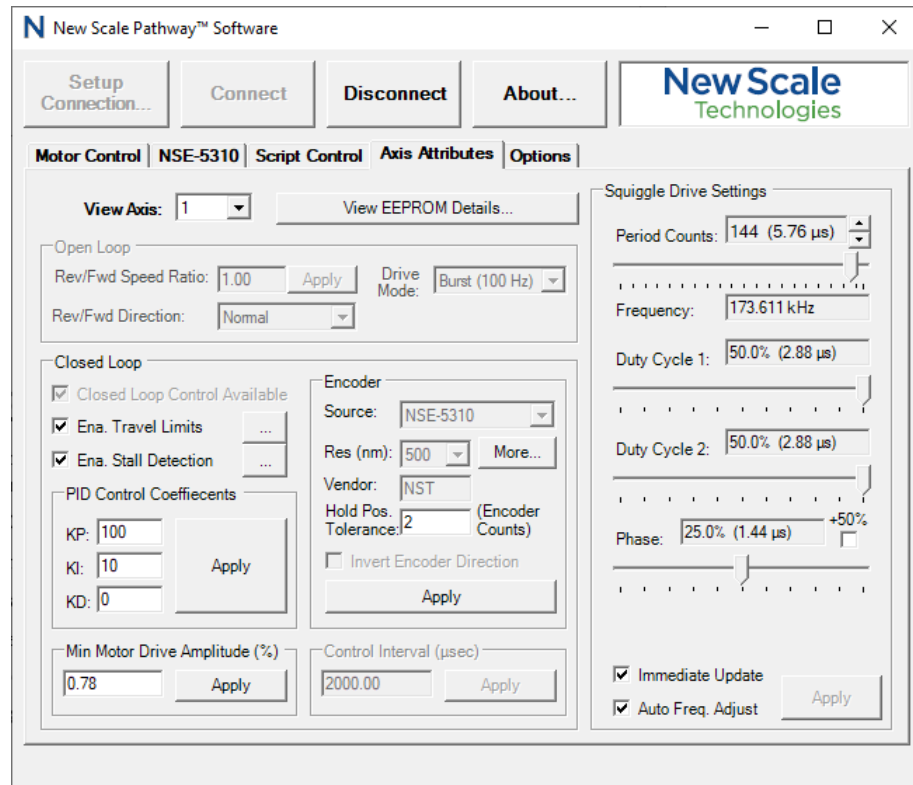 New Scale Pathway™ Software
Setup
Connection...
Connect
Disconnect
About...
New Scale
Technologies
Motor Control
NSE-5310
Script Control
Axis Attributes
Options
View Axis:
1
View EEPROM Details...
Open Loop
Rev/Fwd Speed Ratio:
1.00
Apply
Drive
Mode:
Burst (100 Hz)
Rev/Fwd Direction:
Normal
Closed Loop
Closed Loop Control Available
Ena. Travel Limits
...
Ena. Stall Detection
...
PID Control Coeffiecents
KP:
100
KI:
10
KD:
0
Apply
Encoder
Source:
NSE-5310
Res (nm):
500
More...
Vendor:
NST
Hold Pos.
Tolerance:
2
(Encoder
Counts)
Invert Encoder Direction
Apply
Min Motor Drive Amplitude (%)
0.78
Apply
Control Interval (µsec)
2000.00
Apply
Squiggle Drive Settings
Period Counts:
144 (5.76 µs)
Frequency:
173.611 kHz
Duty Cycle 1:
50.0% (2.88 µs)
Duty Cycle 2:
50.0% (2.88 µs)
Phase:
25.0% (1.44 µs)
+50%
Immediate Update
Auto Freq. Adjust
Apply